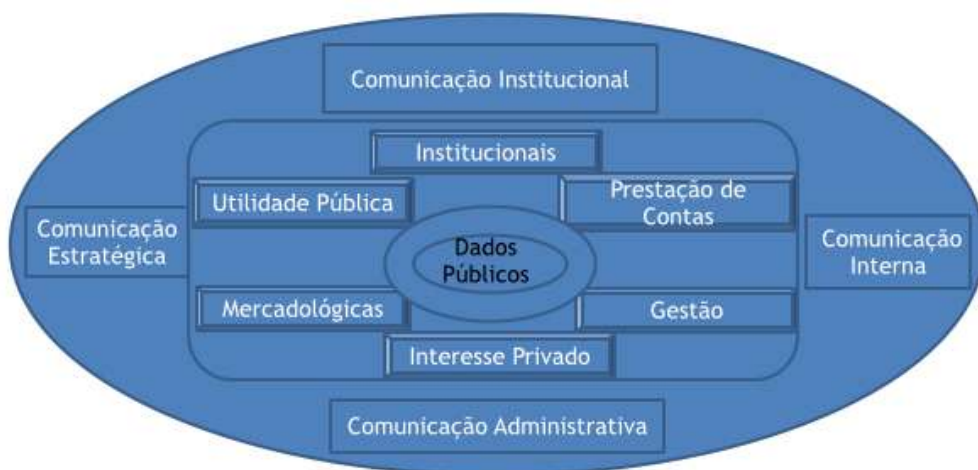 Comunicação Institucional
Institucionais
Utilidade Pública
Prestação de
Contas
Comunicação
Estratégica
Dados
Públicos
Comunicação
Interna
Mercadológicas
Gestão
Interesse Privado
Comunicação Administrativa